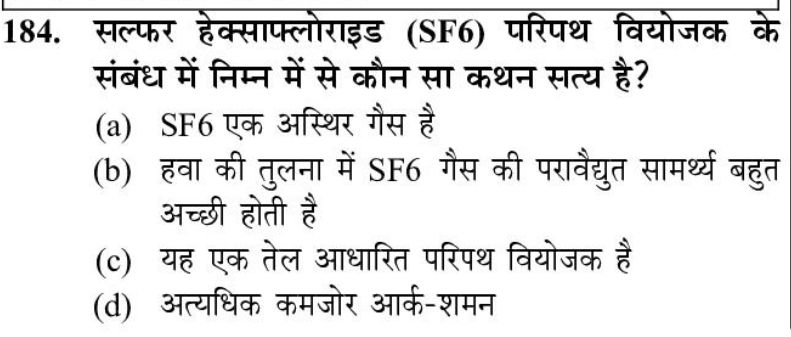 184. सल्फर हेक्साफ्लोराइड (SF6) परिपथ वियोजक के
संबंध में निम्न में से कौन सा कथन सत्य है?
(a) SF6 एक अस्थिर गैस है
(b) हवा की तुलना में SF6 गैस की परावैद्युत सामर्थ्य बहुत
अच्छी होती है
(c) यह एक तेल आधारित परिपथ वियोजक है
(d) अत्यधिक कमजोर आर्क-शमन